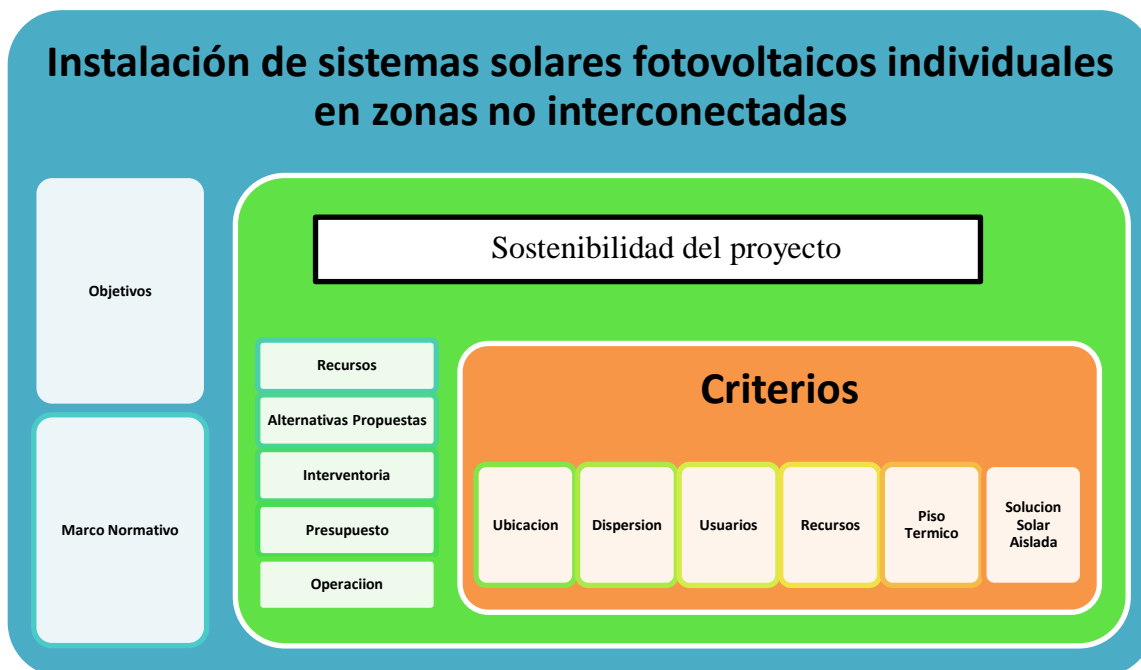 Instalación de sistemas solares fotovoltaicos individuales
en zonas no interconectadas
Objetivos
Marco Normativo
Sostenibilidad del proyecto
Recursos
Alternativas Propuestas
Interventoria
Presupuesto
Operaciion
Criterios
Ubicacion
Dispersion
Usuarios
Recursos
Piso
Termico
Solucion
Solar
Aislada